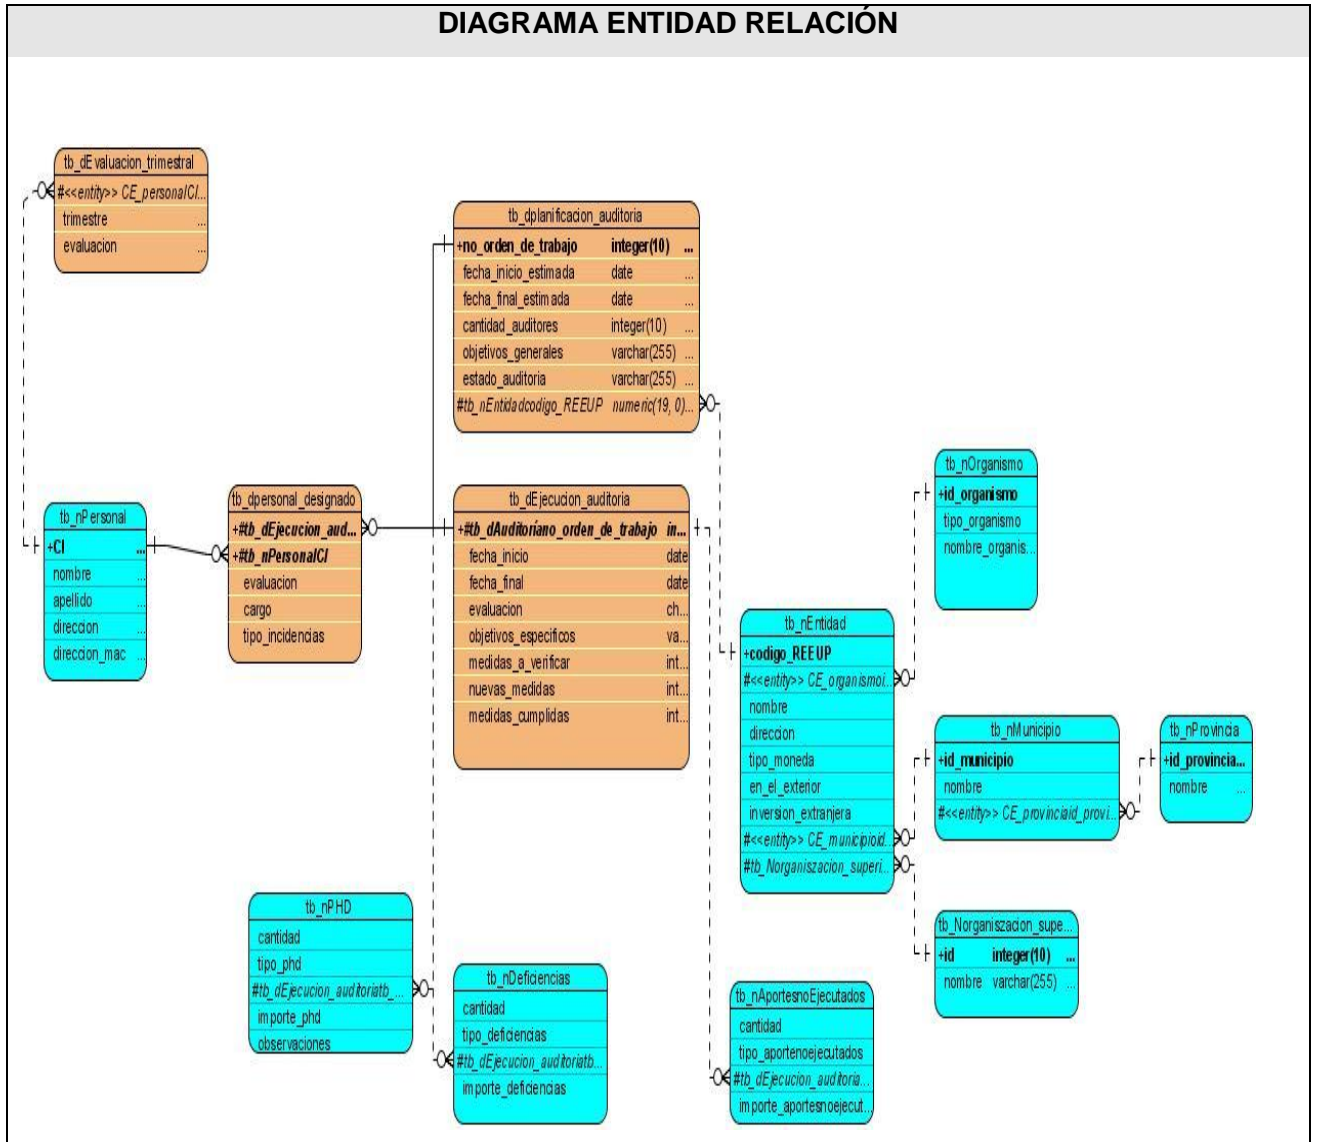 DIAGRAMA ENTIDAD RELACIÓN
tb_dEvaluacion_trimestral
#<<entity>> CE_personalCI...
trimestre ...
evaluacion ...
tb_dplanificacion_auditoria
+no_orden_de_trabajo integer(10) ...
fecha_inicio_estimada date ...
fecha_final_estimada date ...
cantidad_auditores integer(10) ...
objetivos_generales varchar(255) ...
estado_auditoria varchar(255) ...
#tb_nEntidadcodigo_REEUP numeric(19, 0)...
tb_nPersonal
+CI ...
nombre ...
apellido ...
direccion ...
direccion_mac ...
tb_dpersonal_designado
+#tb_dEjecucion_aud...
+#tb_nPersonalCI
evaluacion
cargo
tipo_incidencias
tb_dEjecucion_auditoria
+#tb_dAuditoriano_orden_de_trabajo in...
fecha_inicio date
fecha_final date
evaluacion ch...
objetivos_especificos va...
medidas_a_verificar int...
nuevas_medidas int...
medidas_cumplidas int...
tb_nOrganismo
+id_organismo
tipo_organismo
nombre_organis...
tb_nEntidad
+codigo_REEUP
#<<entity>> CE_organismoi...
nombre
direccion
tipo_moneda
en_el_exterior
inversion_extranjera
#<<entity>> CE_municipioid...
#tb_Norganiszacion_superi...
tb_nMunicipio
+id_municipio
nombre
#<<entity>> CE_provinciaid_provi...
tb_nProvincia
+id_provincia...
nombre ...
tb_Norganiszacion_supe...
+id integer(10) ...
nombre varchar(255) ...
tb_nPHD
cantidad
tipo_phd
#tb_dEjecucion_auditoriatb_...
importe_phd
observaciones
tb_nDeficiencias
cantidad
tipo_deficiencias
#tb_dEjecucion_auditoriatb...
importe_deficiencias
tb_nAportesnoEjecutados
cantidad
tipo_aportenoejecutados
#tb_dEjecucion_auditoria...
importe_aportesnoejecut...